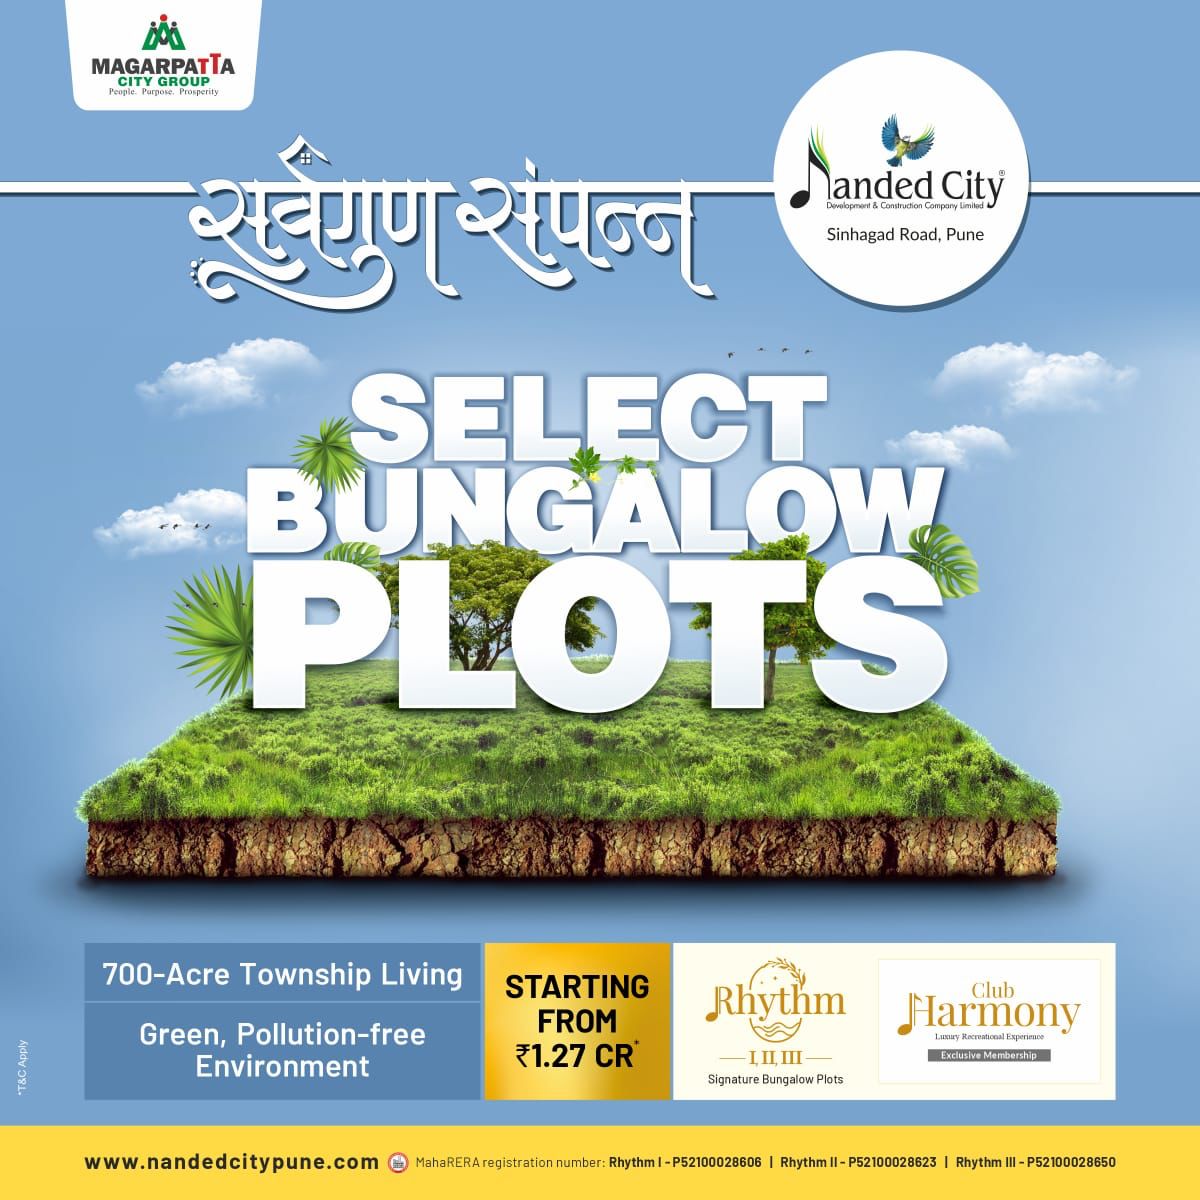 MAGARPATTA
CITY GROUP
People. Purpose. Prosperity
सर्वगुण संपन्न
Nanded City®
Development & Construction Company Limited
Sinhagad Road, Pune
SELECT
BUNGALOW
PLOTS
700-Acre Township Living
Green, Pollution-free
Environment
STARTING
FROM
₹1.27 CR*
Rhythm
I, II, III
Signature Bungalow Plots
Club
Harmony
Luxury Recreational Experience
Exclusive Membership
*T&C Apply
www.nandedcitypune.com MahaRERA registration number: Rhythm I - P52100028606 | Rhythm II - P52100028623 | Rhythm III - P52100028650